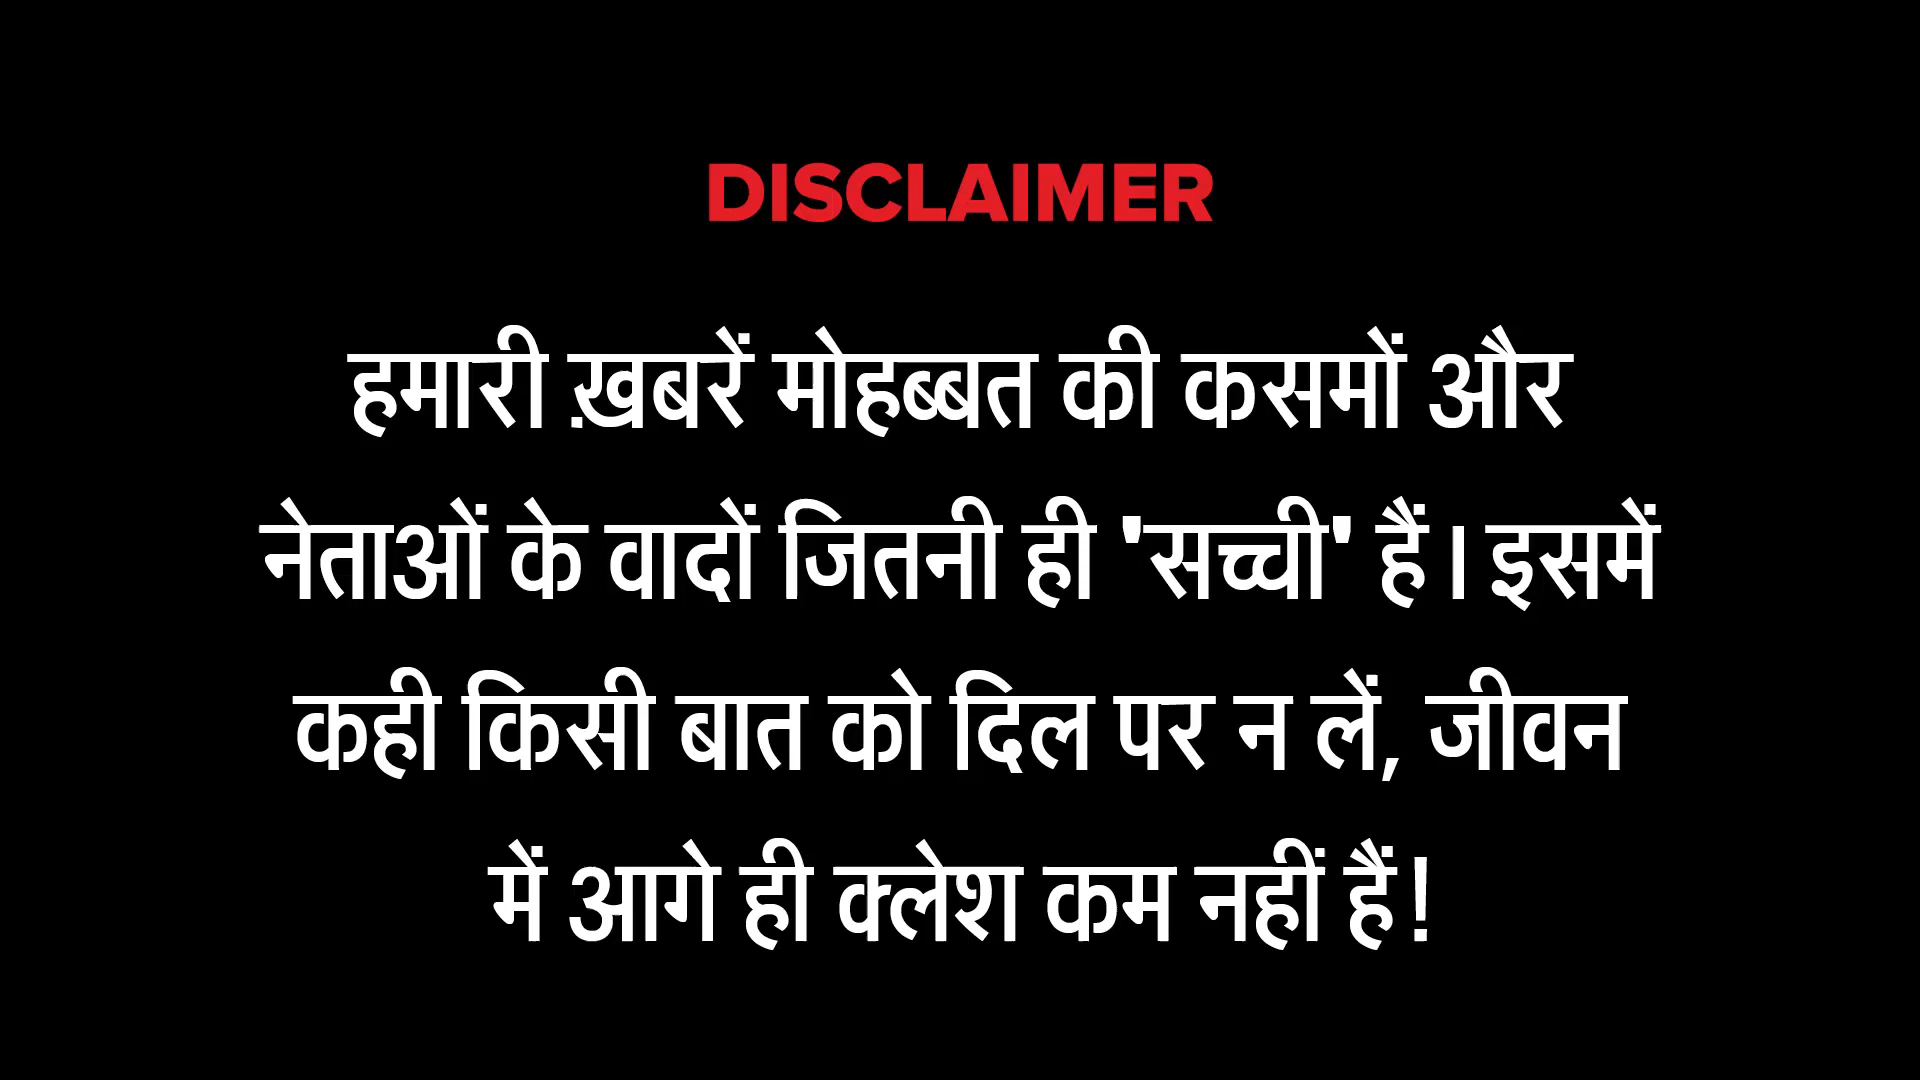 DISCLAIMER
हमारी ख़बरें मोहब्बत की कसमों और
नेताओं के वादों जितनी ही 'सच्ची' हैं। इसमें
कही किसी बात को दिल पर न लें, जीवन
में आगे ही क्लेश कम नहीं हैं!